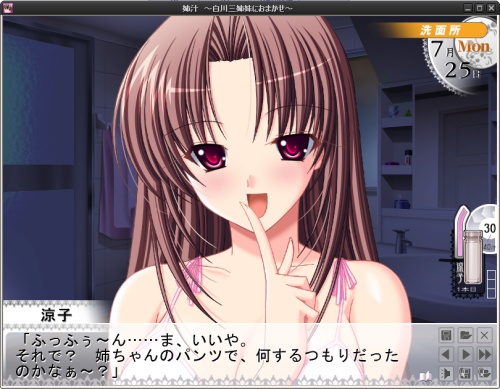 姉汁 ～白川三姉妹におまかせ～
洗面所
7月 Mon
25日
30
1本目
涼子
「ふっふぅ～ん……ま、いいや。
それで？　姉ちゃんのパンツで、何するつもりだった
のかなぁ～？」